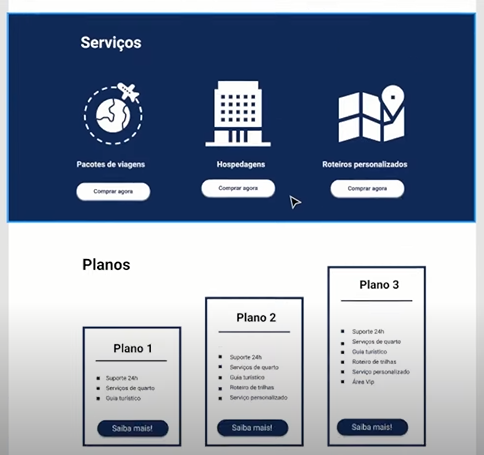 Serviços
Pacotes de viagens
Hospedagens
Roteiros personalizados
Comprar agora
Comprar agora
Comprar agora
Planos
Plano 1
Suporte 24h
Serviços de quarto
Guia turístico
Saiba mais!
Plano 2
Suporte 24h
Serviços de quarto
Guia turístico
Roteiro de trilhas
Serviço personalizado
Saiba mais!
Plano 3
Suporte 24h
Serviços de quarto
Guia turístico
Roteiro de trilhas
Serviço personalizado
Área Vip
Saiba mais!